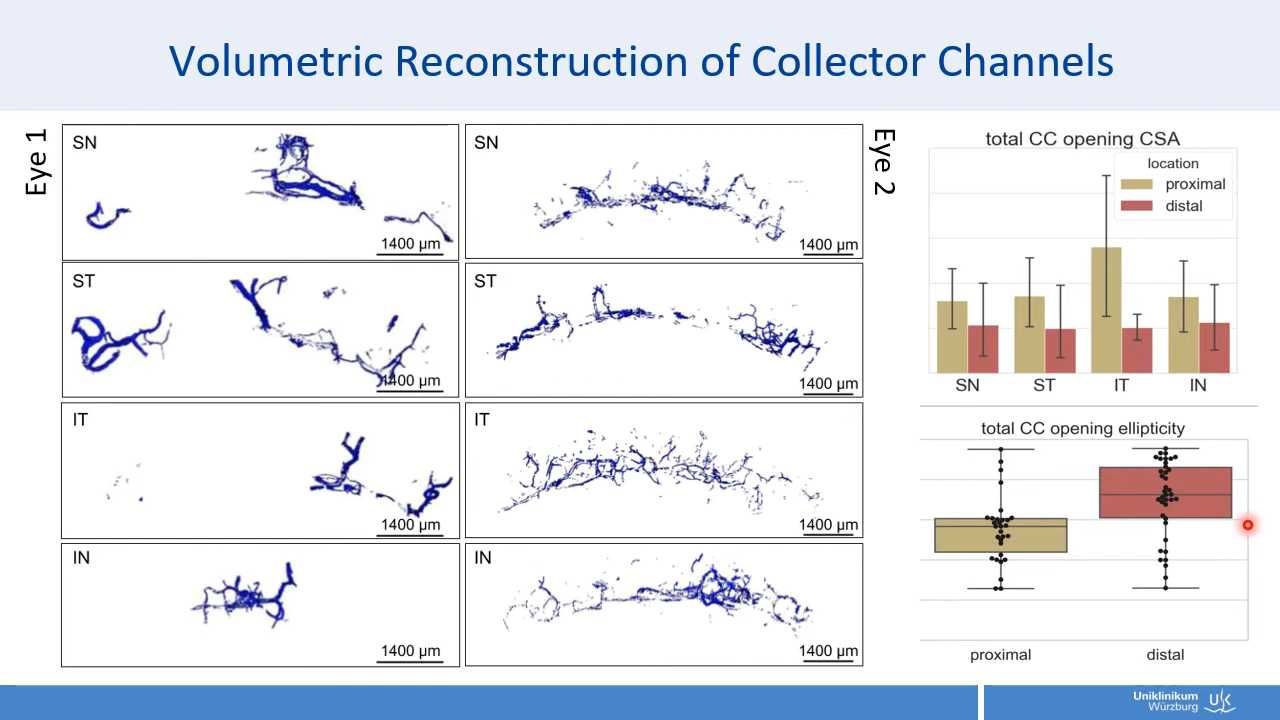 Volumetric Reconstruction of Collector Channels
Eye 1
SN
1400 µm
ST
1400 µm
IT
1400 µm
IN
1400 µm
SN
1400 µm
ST
1400 µm
IT
1400 µm
IN
1400 µm
Eye 2
total CC opening CSA
location
proximal
distal
SN ST IT IN
total CC opening ellipticity
proximal distal
Uniklinikum
Würzburg
UK